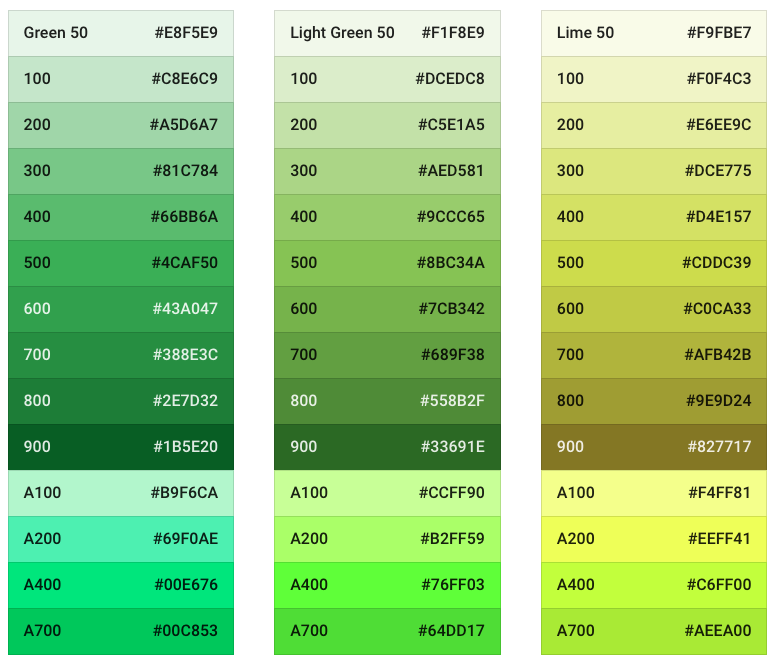 Green 50 #E8F5E9
100 #C8E6C9
200 #A5D6A7
300 #81C784
400 #66BB6A
500 #4CAF50
600 #43A047
700 #388E3C
800 #2E7D32
900 #1B5E20
A100 #B9F6CA
A200 #69F0AE
A400 #00E676
A700 #00C853
Light Green 50 #F1F8E9
100 #DCEDC8
200 #C5E1A5
300 #AED581
400 #9CCC65
500 #8BC34A
600 #7CB342
700 #689F38
800 #558B2F
900 #33691E
A100 #CCFF90
A200 #B2FF59
A400 #76FF03
A700 #64DD17
Lime 50 #F9FBE7
100 #F0F4C3
200 #E6EE9C
300 #DCE775
400 #D4E157
500 #CDDC39
600 #C0CA33
700 #AFB42B
800 #9E9D24
900 #827717
A100 #F4FF81
A200 #EEFF41
A400 #C6FF00
A700 #AEEA00